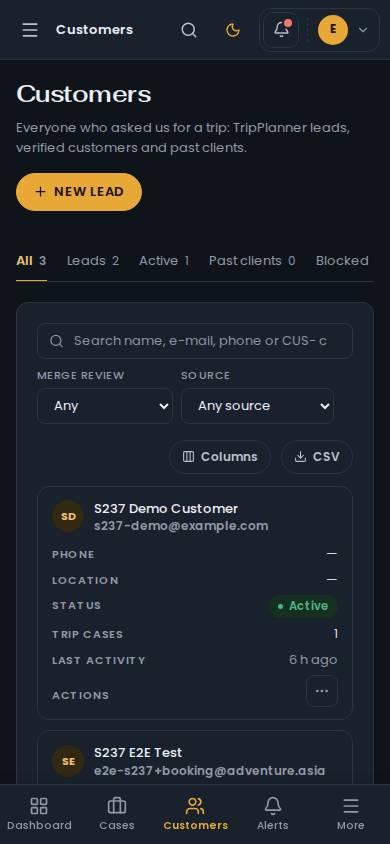 Customers
E
Customers
Everyone who asked us for a trip: TripPlanner leads,
verified customers and past clients.
+ NEW LEAD
All 3 Leads 2 Active 1 Past clients 0 Blocked
Search name, e-mail, phone or CUS- c
MERGE REVIEW SOURCE
Any Any source
Columns CSV
SD S237 Demo Customer
s237-demo@example.com
PHONE —
LOCATION —
STATUS Active
TRIP CASES 1
LAST ACTIVITY 6 h ago
ACTIONS ...
SE S237 E2E Test
e2e-s237+booking@adventure.asia
Dashboard Cases Customers Alerts More